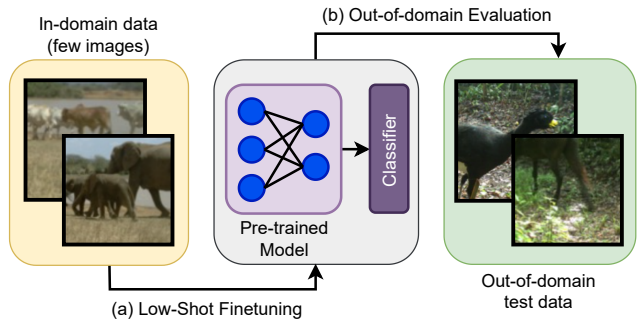 (b) Out-of-domain Evaluation
In-domain data
(few images)
Classifier
Pre-trained
Model
Out-of-domain
test data
(a) Low-Shot Finetuning